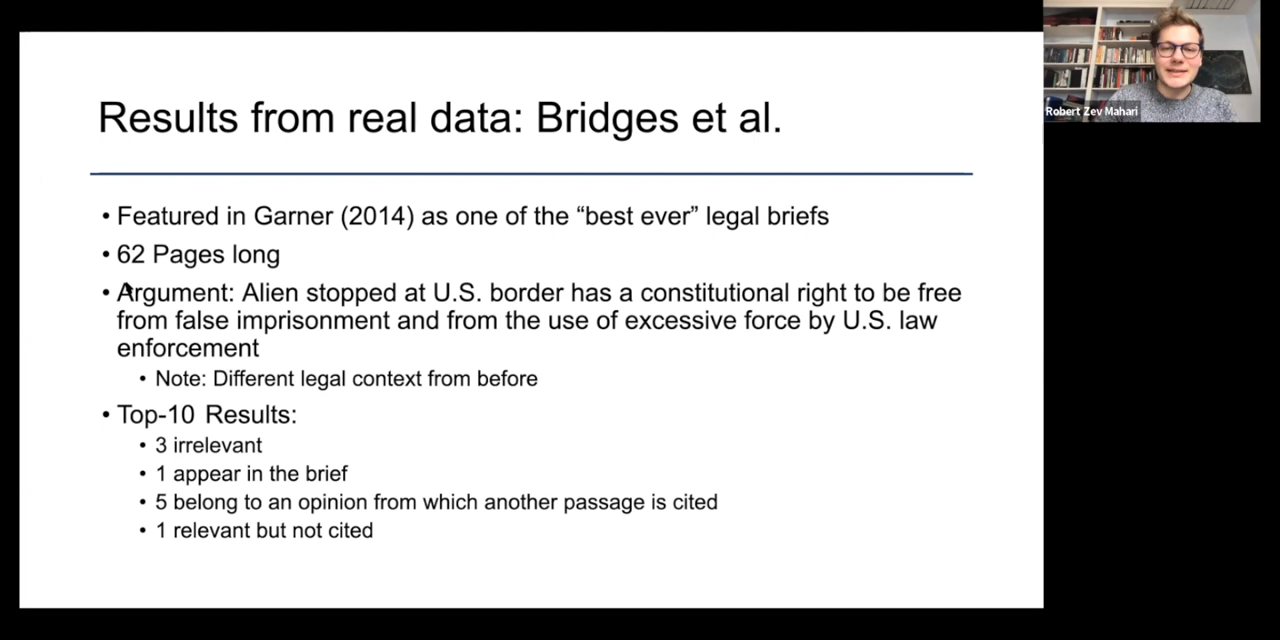 Results from real data: Bridges et al.
• Featured in Garner (2014) as one of the “best ever” legal briefs
• 62 Pages long
• Argument: Alien stopped at U.S. border has a constitutional right to be free
from false imprisonment and from the use of excessive force by U.S. law
enforcement
• Note: Different legal context from before
• Top-10 Results:
• 3 irrelevant
• 1 appear in the brief
• 5 belong to an opinion from which another passage is cited
• 1 relevant but not cited
Robert Zev Mahari